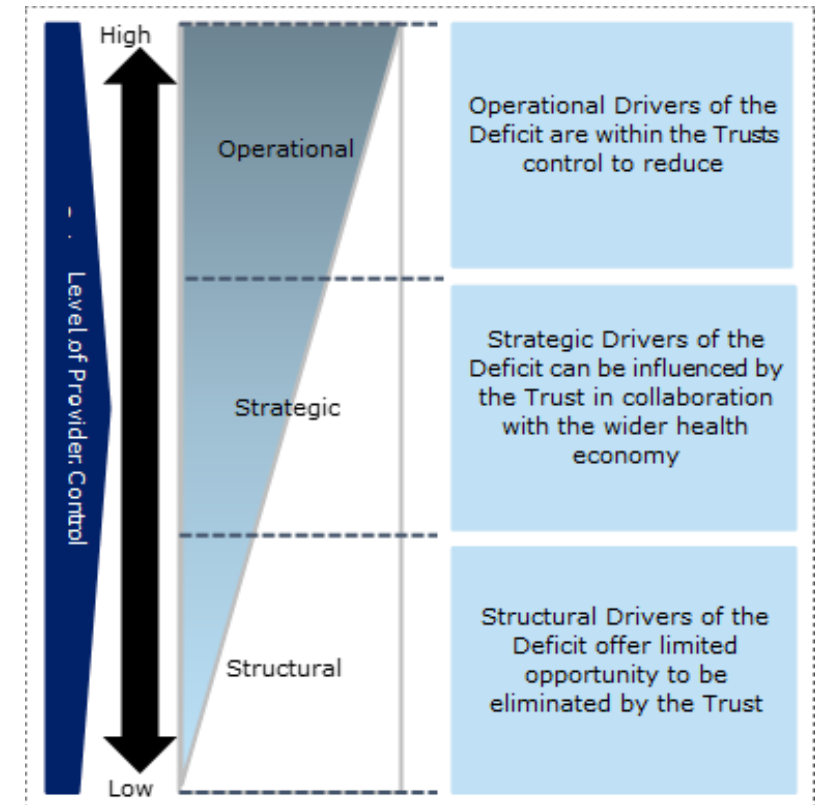 High
Level of Provider Control
Operational
Operational Drivers of the
Deficit are within the Trusts
control to reduce
Strategic
Strategic Drivers of the
Deficit can be influenced by
the Trust in collaboration
with the wider health
economy
Structural
Structural Drivers of the
Deficit offer limited
opportunity to be
eliminated by the Trust
Low